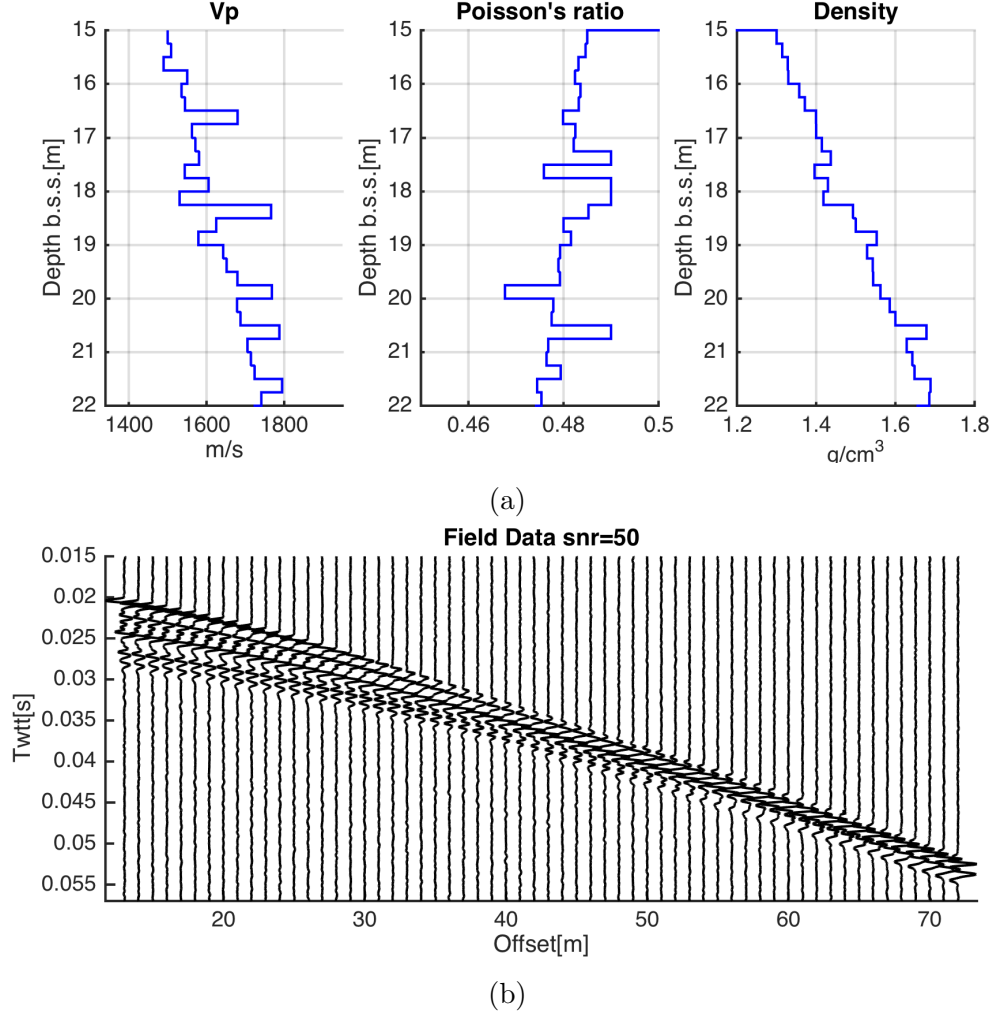 Vp Poisson's ratio Density
15 15 15
16 16 16
17 17 17
18 18 18
19 19 19
20 20 20
21 21 21
22 22 22
Depth b.s.s.[m] Depth b.s.s.[m] Depth b.s.s.[m]
1400 1600 1800 0.46 0.48 0.5 1.2 1.4 1.6 1.8
m/s g/cm³
(a)
Field Data snr=50
0.015
0.02
0.025
0.03
0.035
0.04
0.045
0.05
0.055
Twtt[s]
20 30 40 50 60 70
Offset[m]
(b)